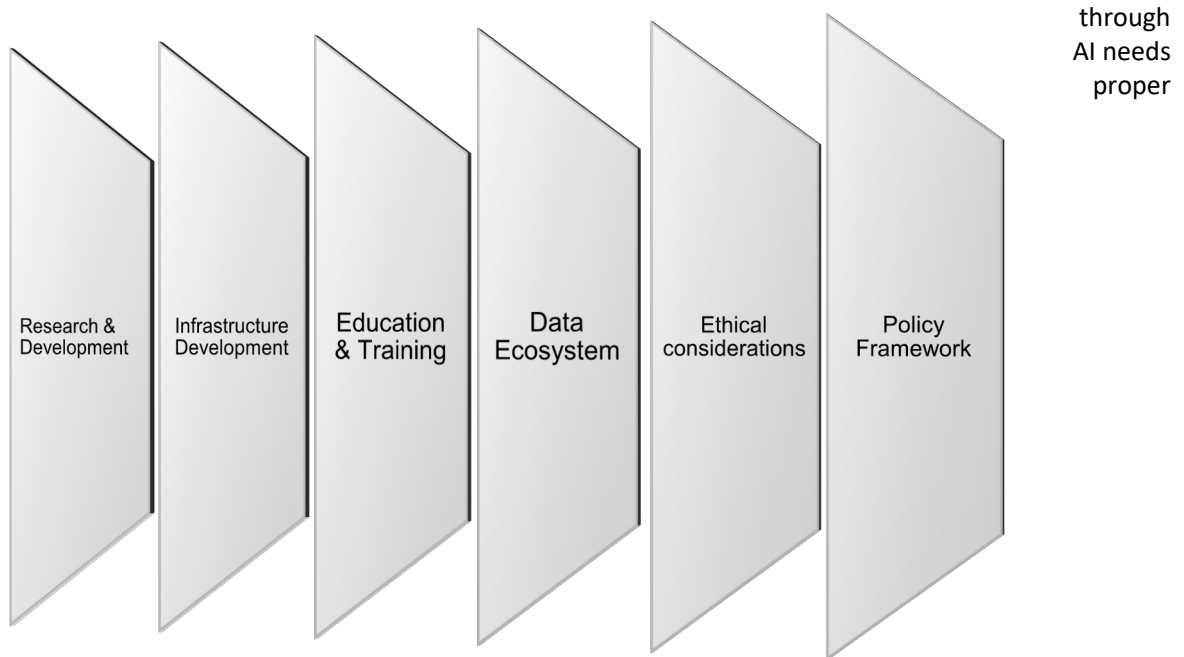 through
AI needs
proper
Research &
Development
Infrastructure
Development
Education
& Training
Data
Ecosystem
Ethical
considerations
Policy
Framework